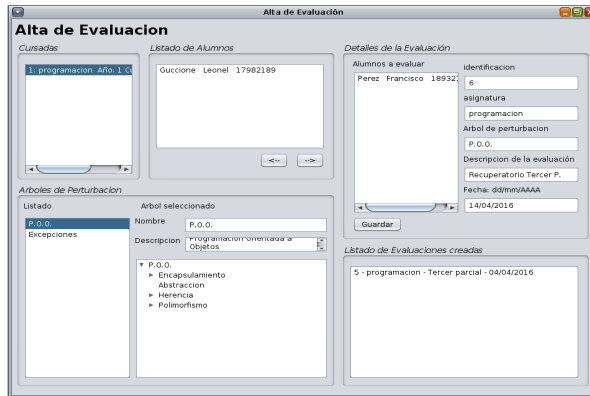 Alta de Evaluación
Alta de Evaluacion
Cursadas
1: programacion Año: 1 Cu
Listado de Alumnos
Guccione Leonel 17982189
<-- -->
Detalles de la Evaluación
Alumnos a evaluar
Perez Francisco 18932
identificacion
6
asignatura
programacion
Arbol de perturbacion
P.O.O.
Descripcion de la evaluación
Recuperatorio Tercer P.
Fecha: dd/mm/AAAA
14/04/2016
Guardar
Arboles de Perturbacion
Listado
P.O.O.
Excepciones
Arbol seleccionado
Nombre P.O.O.
Descripcion Programacion orientada a
Objetos
P.O.O.
Encapsulamiento
Abstraccion
Herencia
Polimorfismo
Listado de Evaluaciones creadas
5 - programacion - Tercer parcial - 04/04/2016